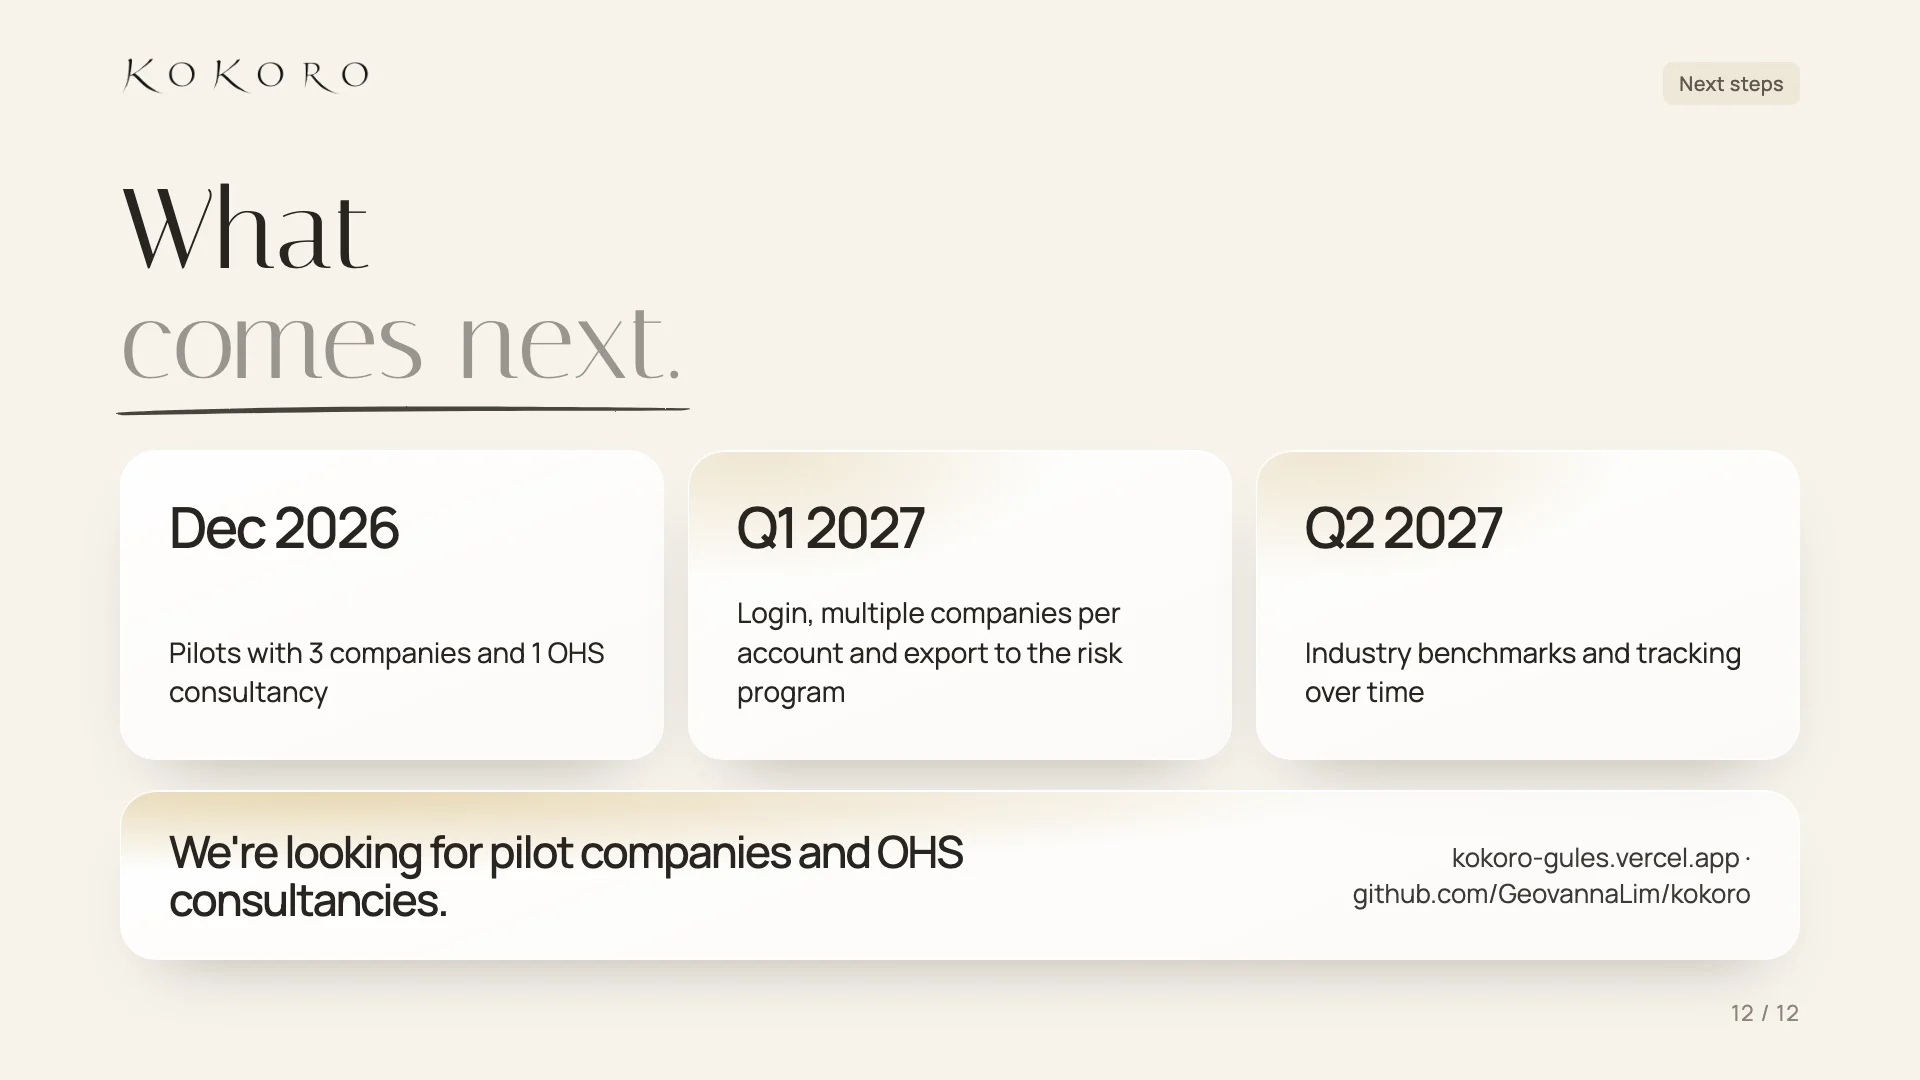 KOKORO
Next steps
What
comes next.
Dec 2026
Pilots with 3 companies and 1 OHS
consultancy
Q1 2027
Login, multiple companies per
account and export to the risk
program
Q2 2027
Industry benchmarks and tracking
over time
We're looking for pilot companies and OHS
consultancies.
kokoro-gules.vercel.app ·
github.com/GeovannaLim/kokoro
12 / 12